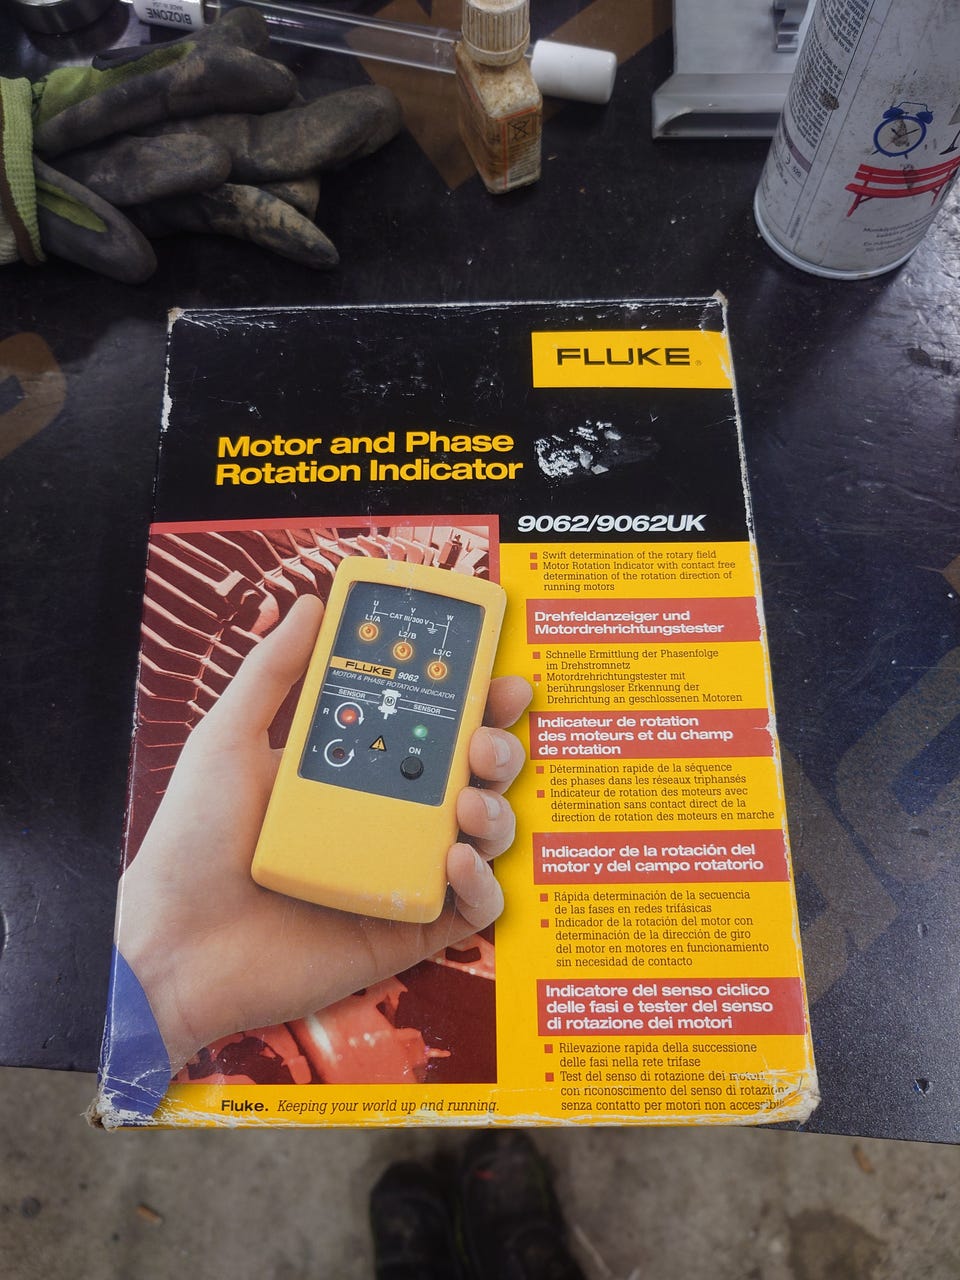 BIOZONE
FLUKE®
Motor and Phase
Rotation Indicator
9062/9062UK
Swift determination of the rotary field
Motor Rotation Indicator with contact free
determination of the rotation direction of
running motors
Drehfeldanzeiger und
Motordrehrichtungstester
Schnelle Ermittlung der Phasenfolge
im Drehstromnetz
Motordrehrichtungstester mit
berührungsloser Erkennung der
Drehrichtung an geschlossenen Motoren
Indicateur de rotation
des moteurs et du champ
de rotation
Détermination rapide de la séquence
des phases dans les réseaux triphasés
Indicateur de rotation des moteurs avec
détermination sans contact direct de la
direction de rotation des moteurs en marche
Indicador de la rotación del
motor y del campo rotatorio
Rápida determinación de la secuencia
de las fases en redes trifásicas
Indicador de la rotación del motor con
determinación de la dirección de giro
del motor en motores en funcionamiento
sin necesidad de contacto
Indicatore del senso ciclico
delle fasi e tester del senso
di rotazione dei motori
Rilevazione rapida della successione
delle fasi nella rete trifase
Test del senso di rotazione dei motori
con riconoscimento del senso di rotazione
senza contatto per motori non accessibili
U V W
CAT III/300V
L1/A
L2/B
L3/C
FLUKE 9062
MOTOR & PHASE ROTATION INDICATOR
SENSOR M SENSOR
R
L
ON
Fluke. Keeping your world up and running.